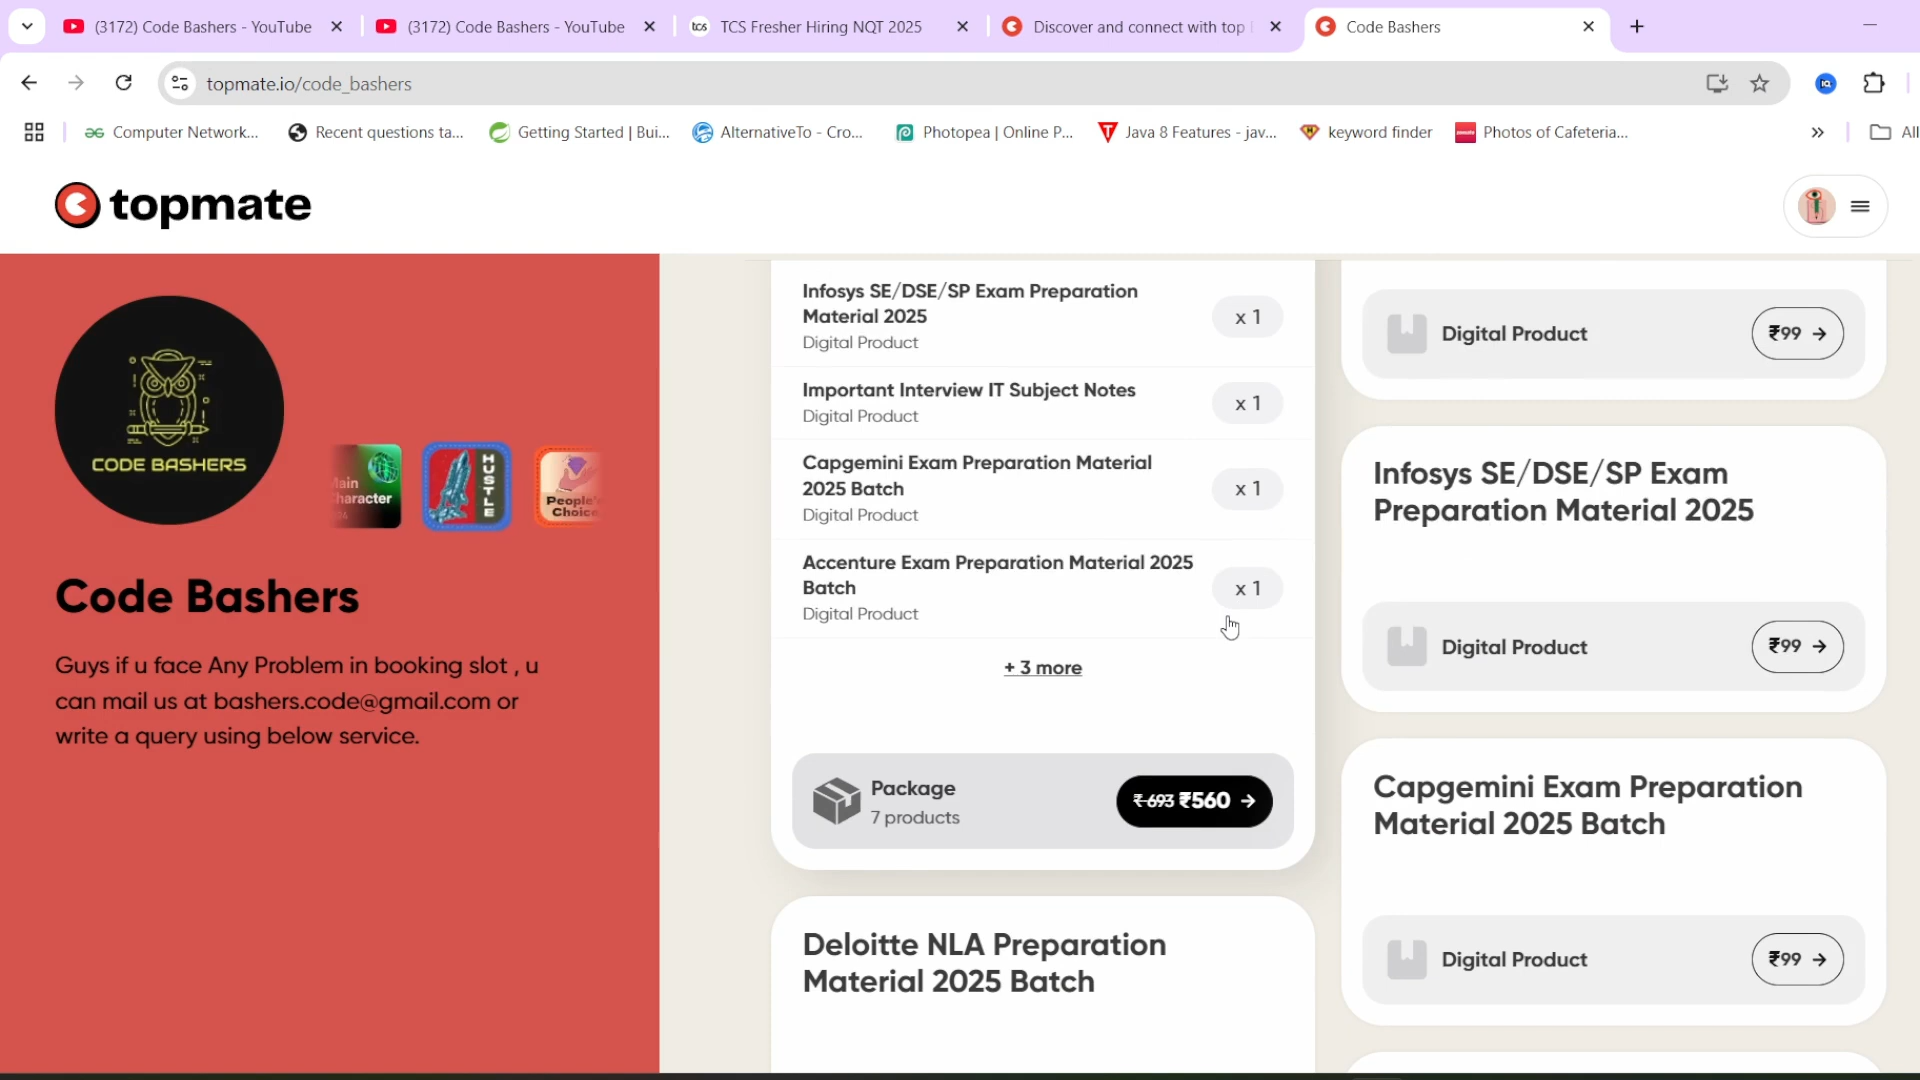 (3172) Code Bashers - YouTube
(3172) Code Bashers - YouTube
tcs TCS Fresher Hiring NQT 2025
Discover and connect with top
Code Bashers
topmate.io/code_bashers
Computer Network...
Recent questions ta...
Getting Started | Bui...
AlternativeTo - Cro...
Photopea | Online P...
Java 8 Features - jav...
keyword finder
Photos of Cafeteria...
All
topmate
CODE BASHERS
Main
Character
HUSTLE
People's
Choice
Code Bashers
Guys if u face Any Problem in booking slot , u
can mail us at bashers.code@gmail.com or
write a query using below service.
Infosys SE/DSE/SP Exam Preparation
Material 2025
Digital Product
x 1
Important Interview IT Subject Notes
Digital Product
x 1
Capgemini Exam Preparation Material
2025 Batch
Digital Product
x 1
Accenture Exam Preparation Material 2025
Batch
Digital Product
x 1
+ 3 more
Package
7 products
₹693 ₹560 →
Deloitte NLA Preparation
Material 2025 Batch
Digital Product
₹99 →
Infosys SE/DSE/SP Exam
Preparation Material 2025
Digital Product
₹99 →
Capgemini Exam Preparation
Material 2025 Batch
Digital Product
₹99 →